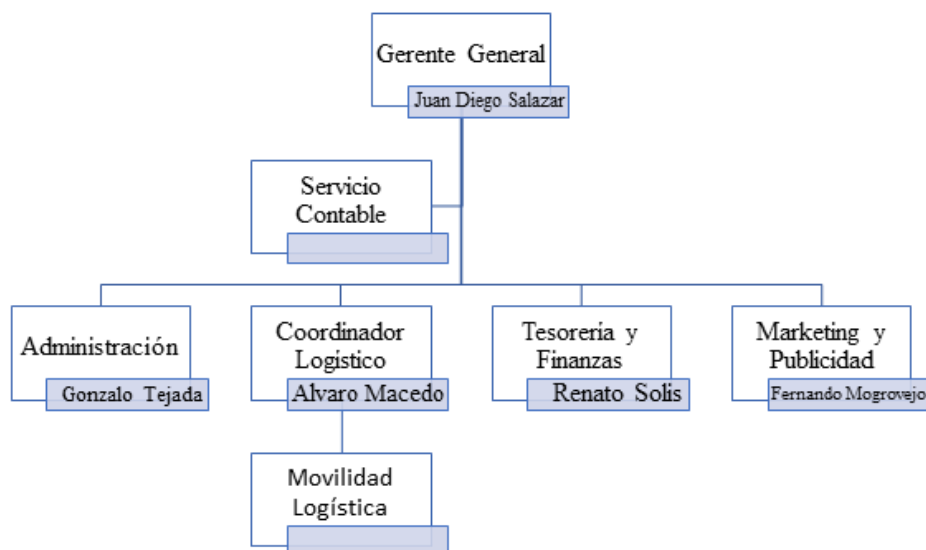 Gerente General
Juan Diego Salazar
Servicio
Contable
Administración
Gonzalo Tejada
Coordinador
Logístico
Alvaro Macedo
Tesorería y
Finanzas
Renato Solis
Marketing y
Publicidad
Fernando Mogrovejo
Movilidad
Logística